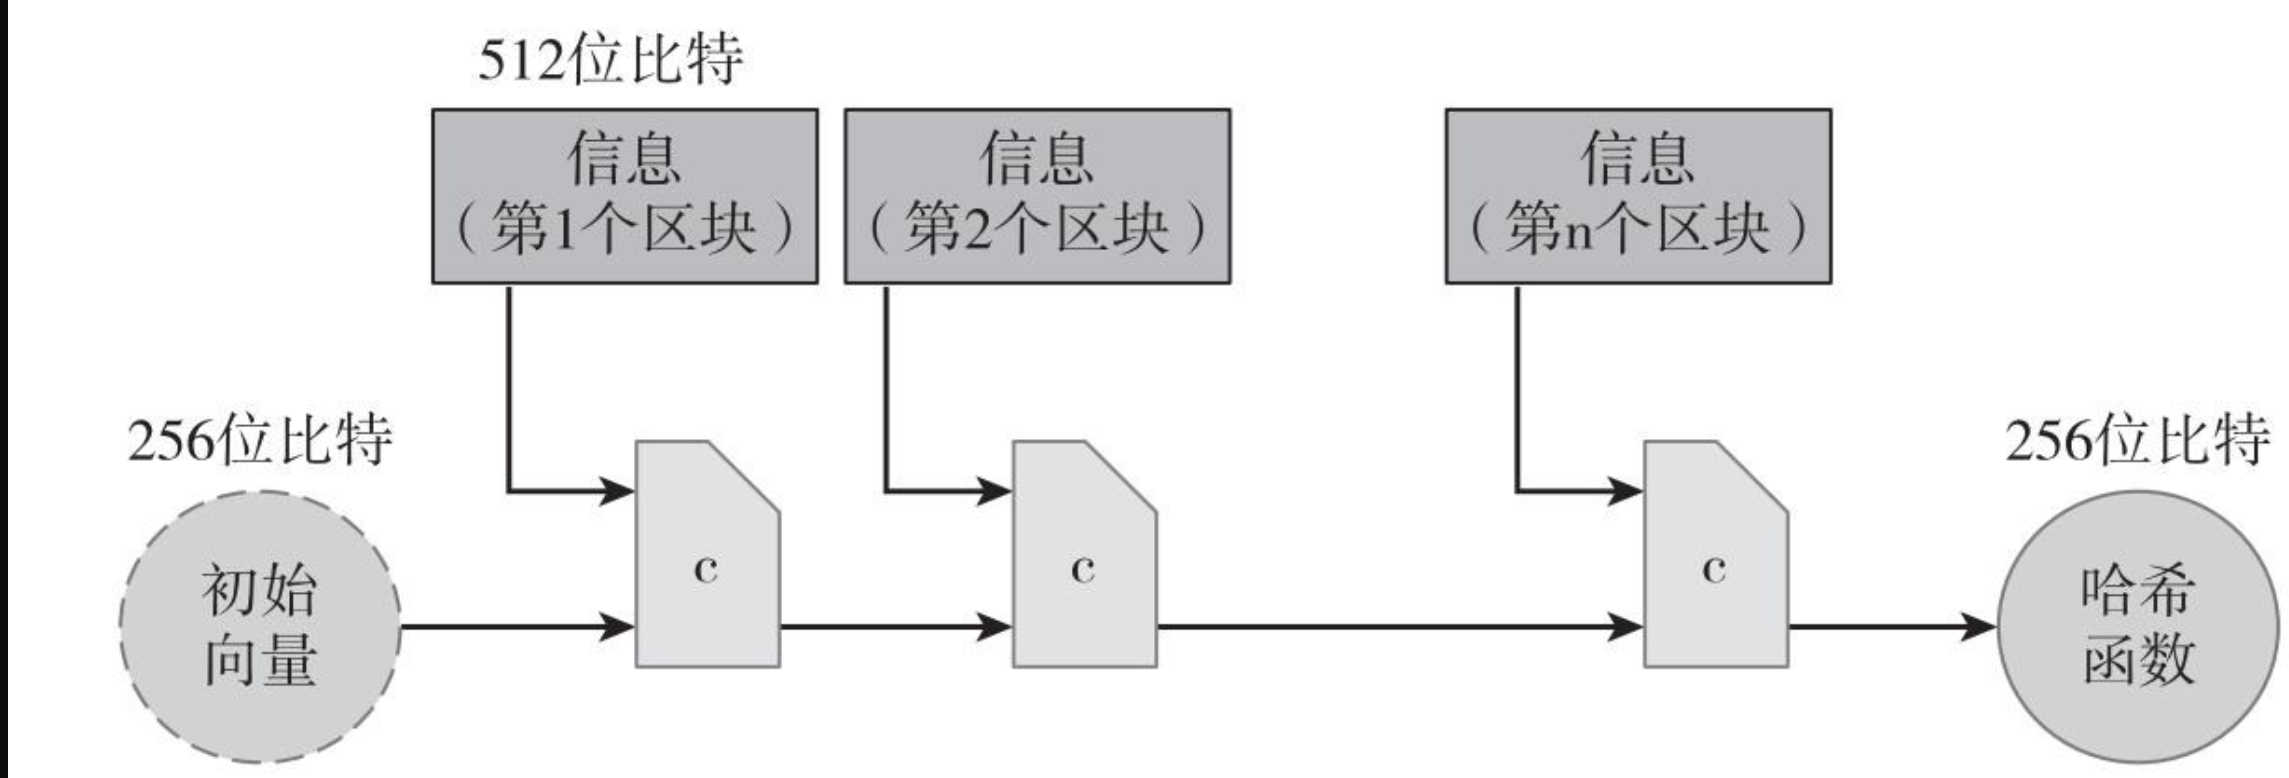 512位比特
信息
（第1个区块）
信息
（第2个区块）
信息
（第n个区块）
256位比特
初始
向量
c
c
c
256位比特
哈希
函数